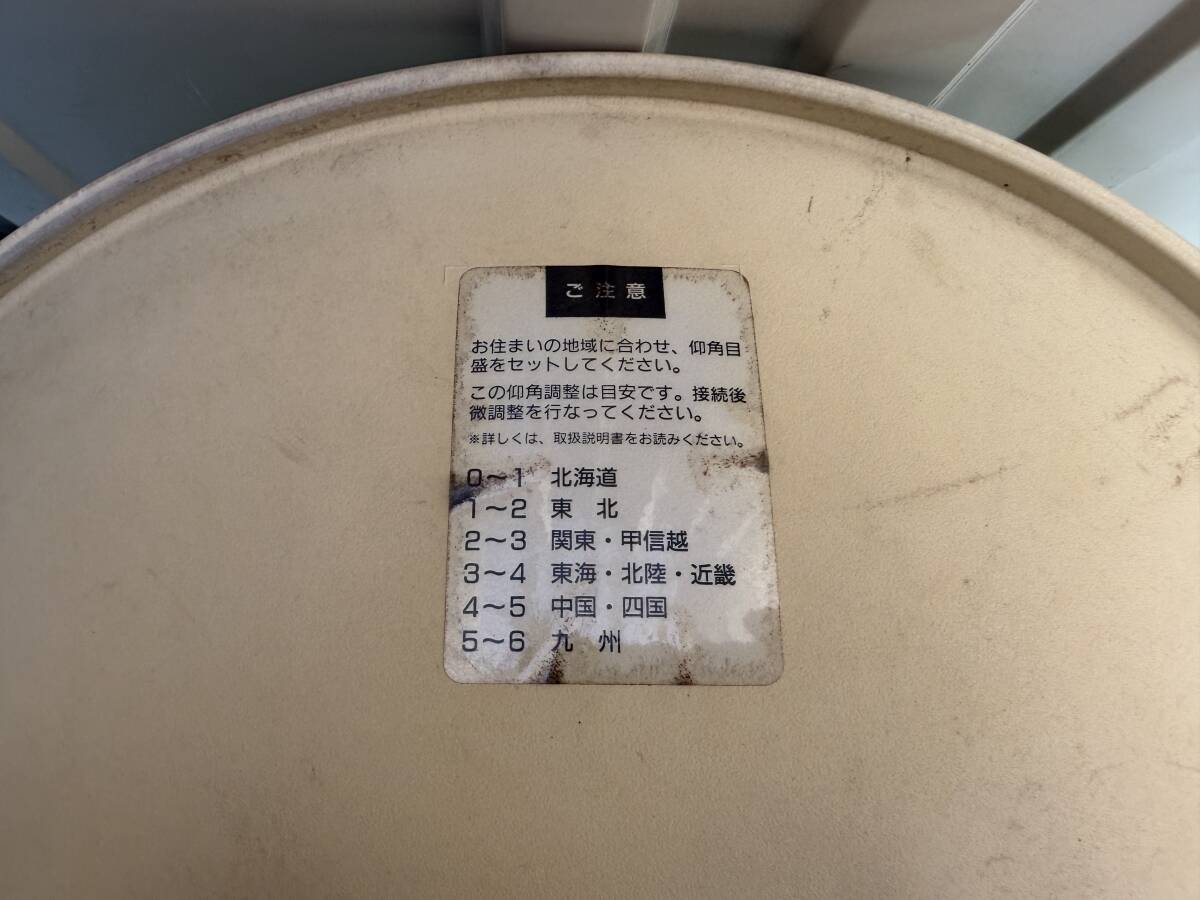 ご注意
お住まいの地域に合わせ、仰角目
盛をセットしてください。
この仰角調整は目安です。接続後
微調整を行なってください。
※詳しくは、取扱説明書をお読みください。
0～1 北海道
1～2 東 北
2～3 関東・甲信越
3～4 東海・北陸・近畿
4～5 中国・四国
5～6 九 州